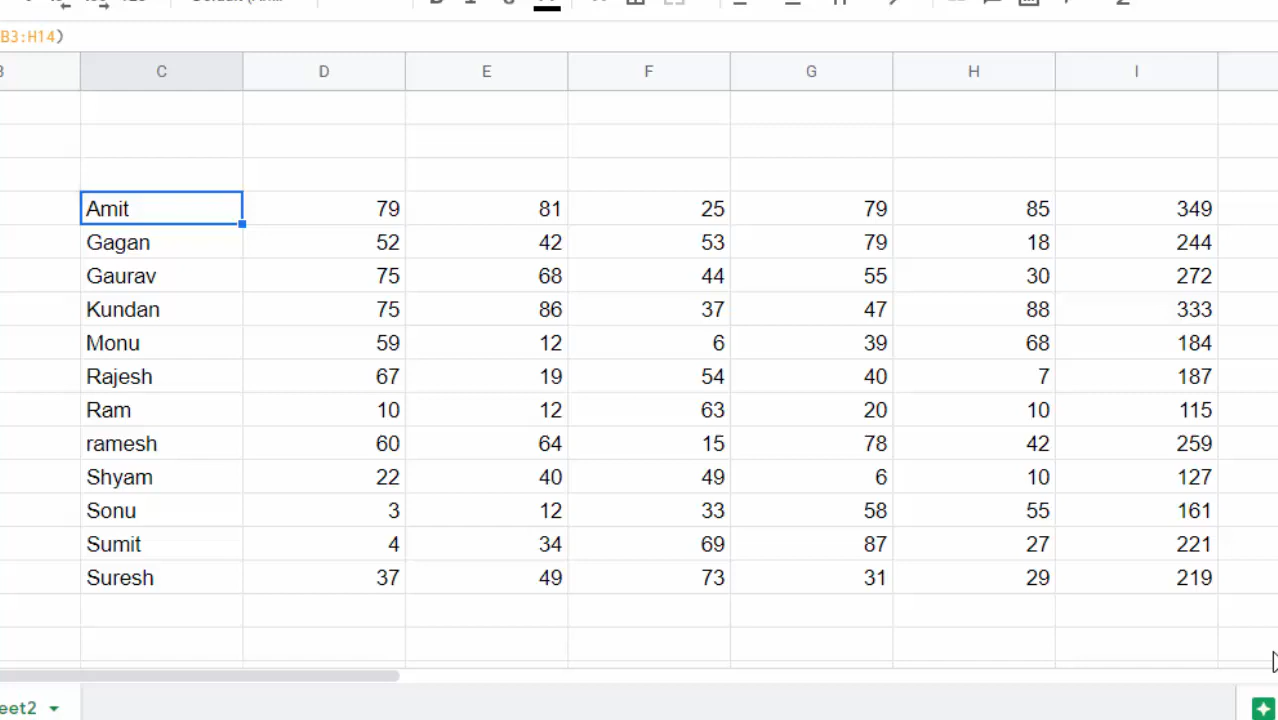 B3:H14)
C D E F G H I
Amit 79 81 25 79 85 349
Gagan 52 42 53 79 18 244
Gaurav 75 68 44 55 30 272
Kundan 75 86 37 47 88 333
Monu 59 12 6 39 68 184
Rajesh 67 19 54 40 7 187
Ram 10 12 63 20 10 115
ramesh 60 64 15 78 42 259
Shyam 22 40 49 6 10 127
Sonu 3 12 33 58 55 161
Sumit 4 34 69 87 27 221
Suresh 37 49 73 31 29 219
eet2